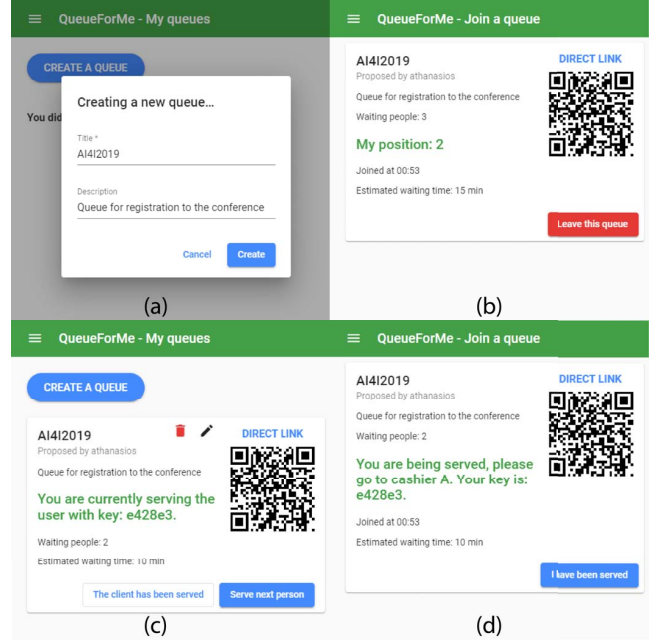 QueueForMe - My queues
CREATE A QUEUE
You did
Creating a new queue...
Title *
AI4I2019
Description
Queue for registration to the conference
Cancel Create
(a)
QueueForMe - Join a queue
AI4I2019
DIRECT LINK
Proposed by athanasios
Queue for registration to the conference
Waiting people: 3
My position: 2
Joined at 00:53
Estimated waiting time: 15 min
Leave this queue
(b)
QueueForMe - My queues
CREATE A QUEUE
AI4I2019
DIRECT LINK
Proposed by athanasios
Queue for registration to the conference
You are currently serving the
user with key: e428e3.
Waiting people: 2
Estimated waiting time: 10 min
The client has been served Serve next person
(c)
QueueForMe - Join a queue
AI4I2019
DIRECT LINK
Proposed by athanasios
Queue for registration to the conference
Waiting people: 2
You are being served, please
go to cashier A. Your key is:
e428e3.
Joined at 00:53
Estimated waiting time: 10 min
I have been served
(d)